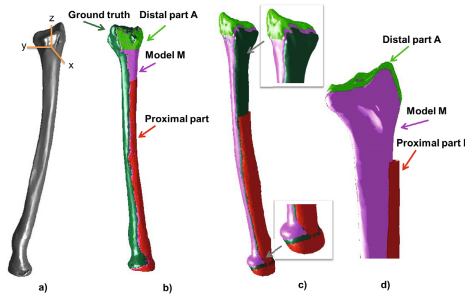 Ground truth
Distal part A
Model M
Proximal part
z
y
x
Distal part A
Model M
Proximal part
a)
b)
c)
d)